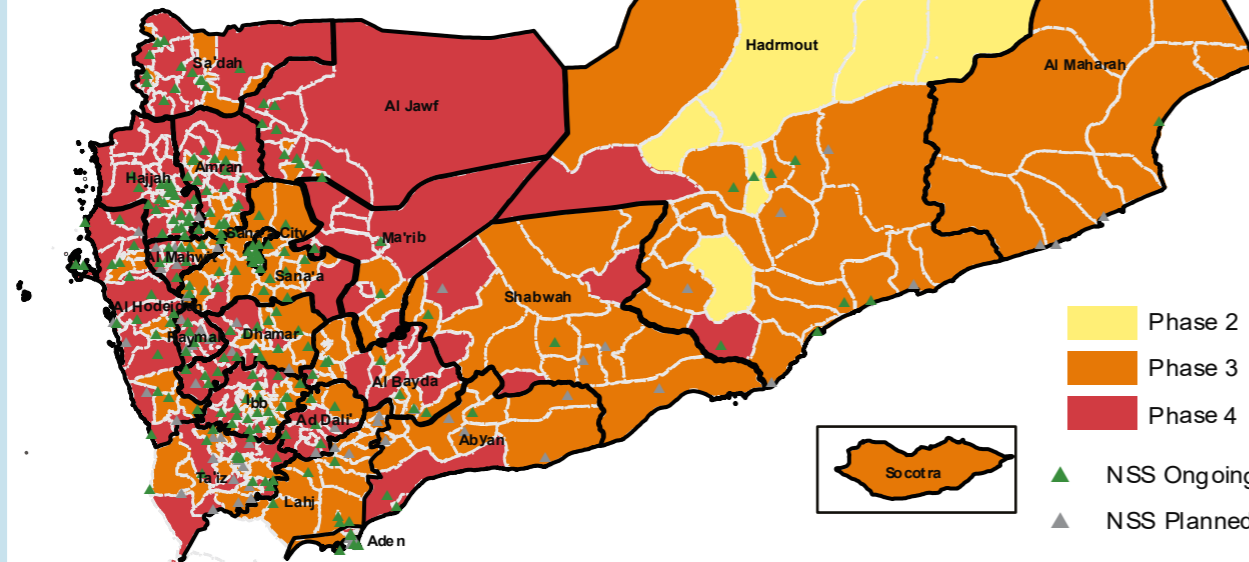 Hadrmout
Sa'dah
Al Maharah
Al Jawf
Amran
Hajjah
Sana'a City
Ma'rib
Al Mahwit
Sana'a
Shabwah
Al Hodeidah
Raymah
Dhamar
Al Bayda
Ibb
Ad Dali'
Abyan
Ta'iz
Lahj
Aden
Socotra
Phase 2
Phase 3
Phase 4
NSS Ongoing
NSS Planned